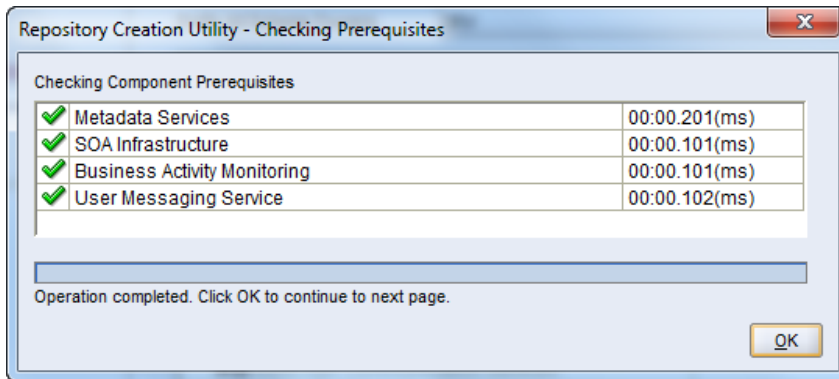 Repository Creation Utility - Checking Prerequisites
Checking Component Prerequisites
Metadata Services 00:00.201(ms)
SOA Infrastructure 00:00.101(ms)
Business Activity Monitoring 00:00.101(ms)
User Messaging Service 00:00.102(ms)
Operation completed. Click OK to continue to next page.
OK